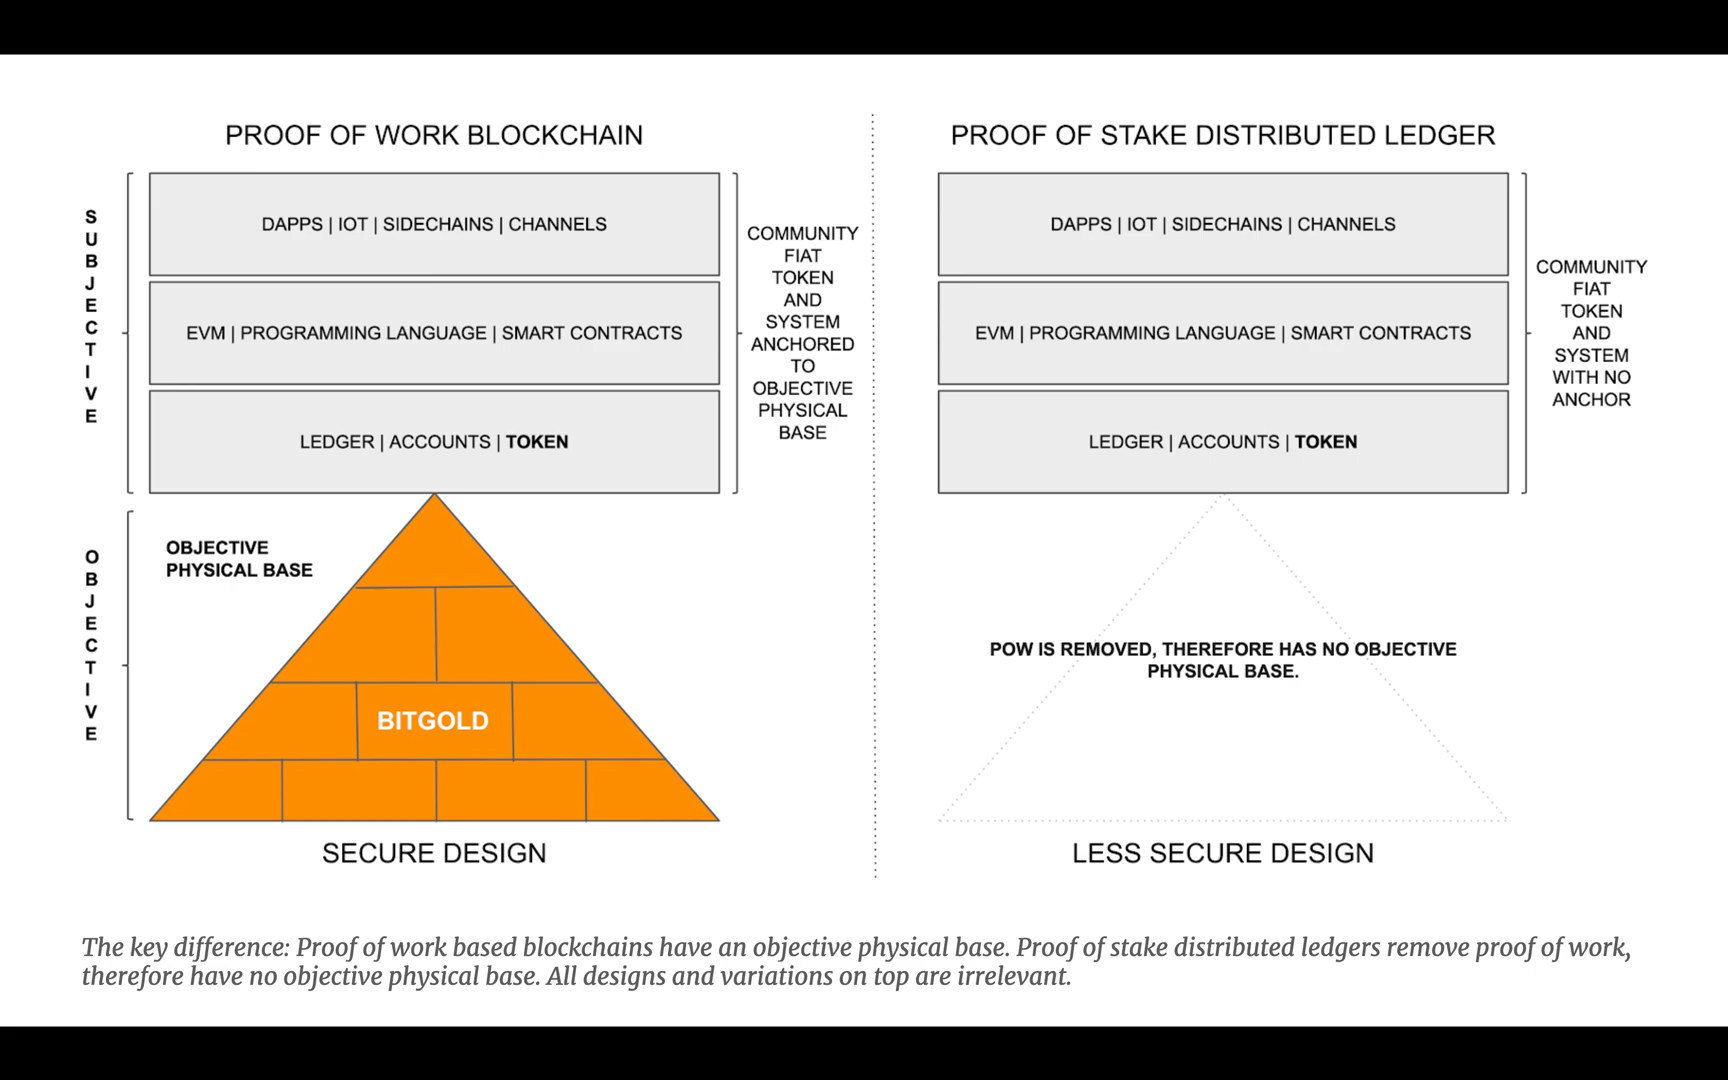 PROOF OF WORK BLOCKCHAIN
SUBJECTIVE
DAPPS | IOT | SIDECHAINS | CHANNELS
EVM | PROGRAMMING LANGUAGE | SMART CONTRACTS
LEDGER | ACCOUNTS | TOKEN
COMMUNITY
FIAT
TOKEN
AND
SYSTEM
ANCHORED
TO
OBJECTIVE
PHYSICAL
BASE
OBJECTIVE
OBJECTIVE
PHYSICAL BASE
BITGOLD
SECURE DESIGN
PROOF OF STAKE DISTRIBUTED LEDGER
DAPPS | IOT | SIDECHAINS | CHANNELS
EVM | PROGRAMMING LANGUAGE | SMART CONTRACTS
LEDGER | ACCOUNTS | TOKEN
COMMUNITY
FIAT
TOKEN
AND
SYSTEM
WITH NO
ANCHOR
POW IS REMOVED, THEREFORE HAS NO OBJECTIVE
PHYSICAL BASE.
LESS SECURE DESIGN
The key difference: Proof of work based blockchains have an objective physical base. Proof of stake distributed ledgers remove proof of work,
therefore have no objective physical base. All designs and variations on top are irrelevant.